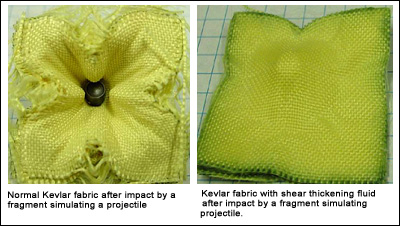 Normal Kevlar fabric after impact by a
fragment simulating a projectile
Kevlar fabric with shear thickening fluid
after impact by a fragment simulating
projectile.